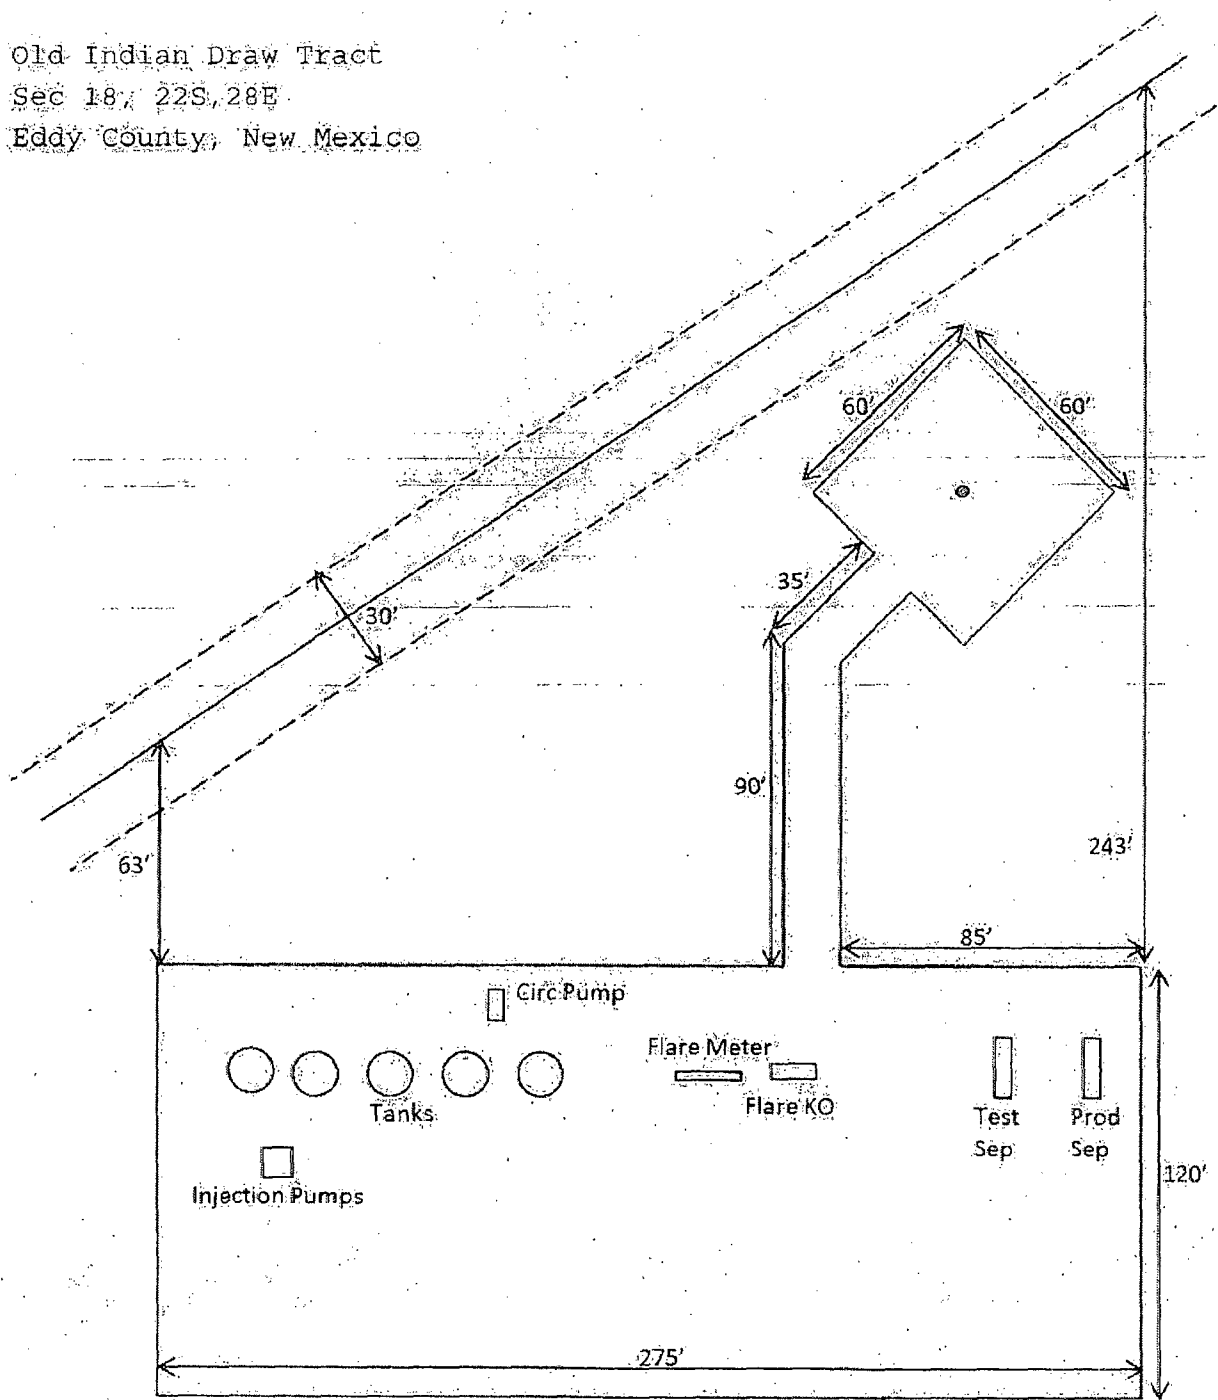 Old Indian Draw Tract
Sec 18, 22S,28E
Eddy County, New Mexico
60'
60'
35'
30'
90'
63'
243'
85'
Circ Pump
Flare Meter
Tanks
Flare KO
Test
Sep
Prod
Sep
120'
Injection Pumps
275'